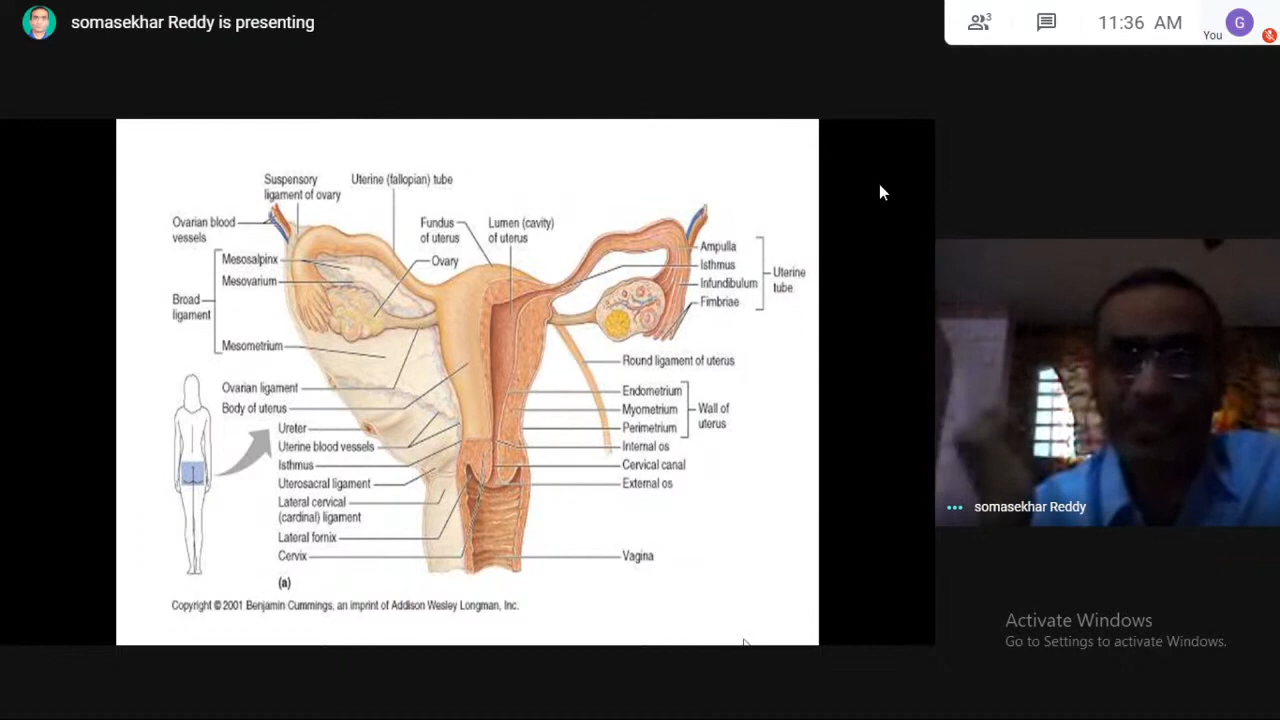 somasekhar Reddy is presenting
3
11:36 AM
You
G
Suspensory
ligament of ovary
Uterine (fallopian) tube
Ovarian blood
vessels
Fundus
of uterus
Lumen (cavity)
of uterus
Mesosalpinx
Ovary
Mesovarium
Broad
ligament
Mesometrium
Ampulla
Isthmus
Infundibulum
Fimbriae
Uterine
tube
Round ligament of uterus
Ovarian ligament
Body of uterus
Ureter
Uterine blood vessels
Isthmus
Uterosacral ligament
Lateral cervical
(cardinal) ligament
Lateral fornix
Cervix
Endometrium
Myometrium
Perimetrium
Wall of
uterus
Internal os
Cervical canal
External os
Vagina
(a)
Copyright © 2001 Benjamin Cummings, an imprint of Addison Wesley Longman, Inc.
somasekhar Reddy
Activate Windows
Go to Settings to activate Windows.